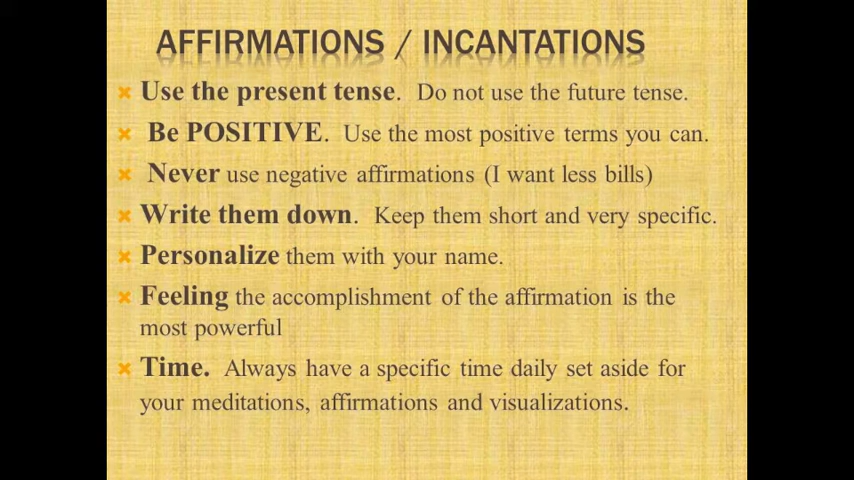 AFFIRMATIONS / INCANTATIONS
Use the present tense. Do not use the future tense.
Be POSITIVE. Use the most positive terms you can.
Never use negative affirmations (I want less bills)
Write them down. Keep them short and very specific.
Personalize them with your name.
Feeling the accomplishment of the affirmation is the
most powerful
Time. Always have a specific time daily set aside for
your meditations, affirmations and visualizations.